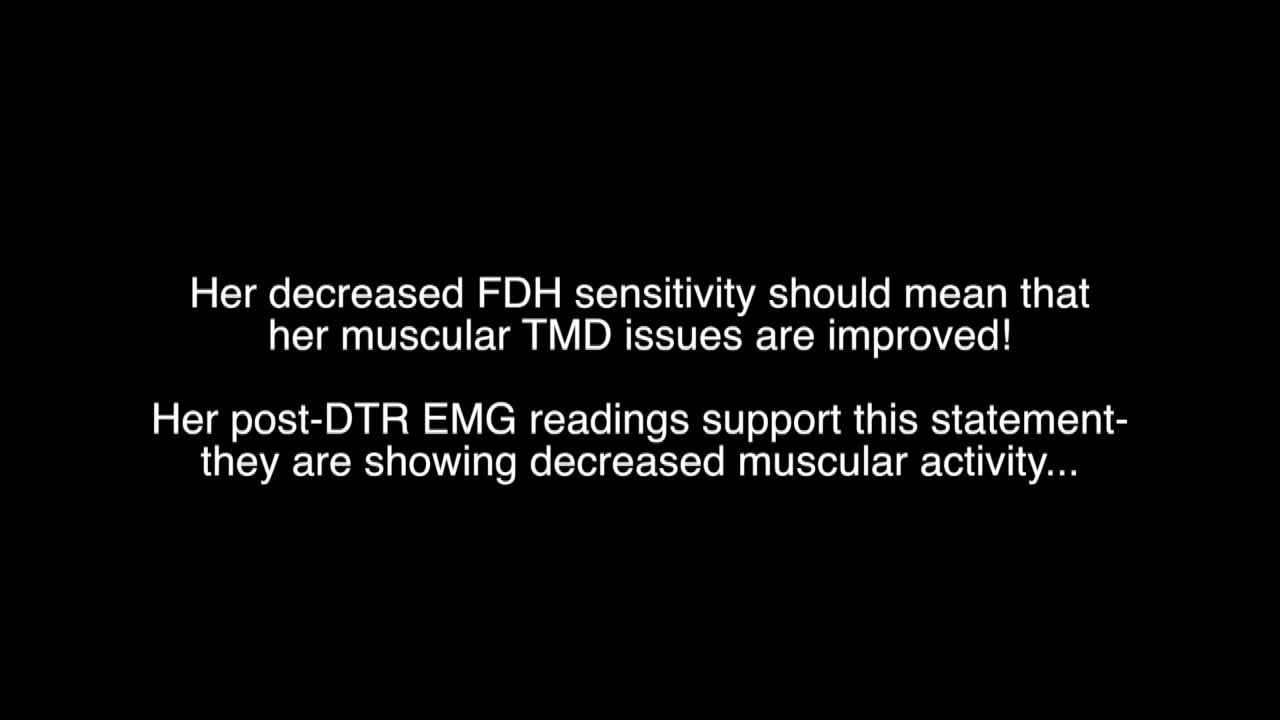 Her decreased FDH sensitivity should mean that
her muscular TMD issues are improved!
Her post-DTR EMG readings support this statement-
they are showing decreased muscular activity...